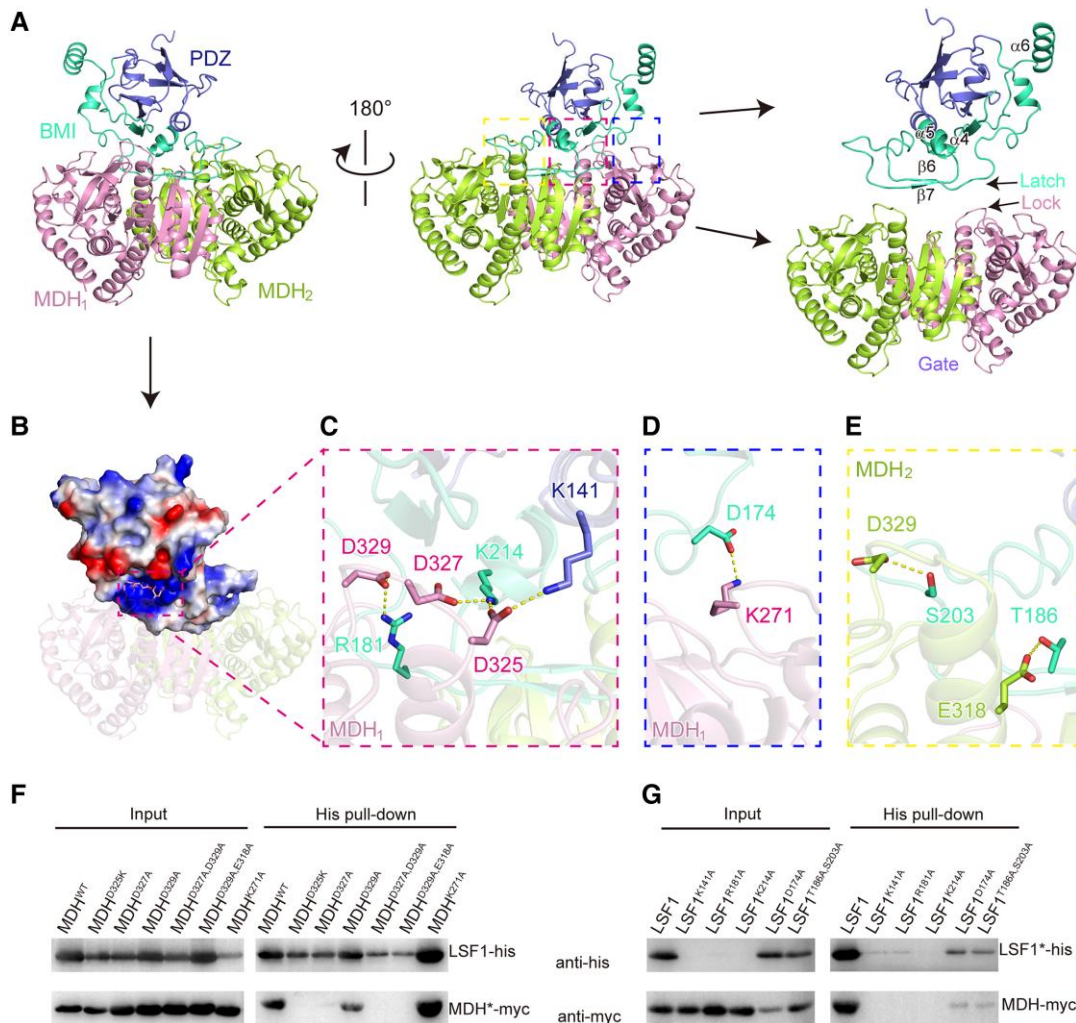 A
PDZ
BMI
MDH1
MDH2
180°
α6
α5
α4
β6
β7
Latch
Lock
Gate
B
C
K141
D329
D327
K214
R181
D325
MDH1
D
D174
K271
MDH1
E
MDH2
D329
S203
T186
E318
F
Input
His pull-down
MDHWT
MDHD325K
MDHD327A
MDHD329A
MDHD327A,D329A
MDHD329A,E318A
MDHK271A
MDHWT
MDHD325K
MDHD327A
MDHD329A
MDHD327A,D329A
MDHD329A,E318A
MDHK271A
LSF1-his
MDH*-myc
anti-his
anti-myc
G
Input
His pull-down
LSF1
LSF1K141A
LSF1R181A
LSF1K214A
LSF1D174A
LSF1T186A,S203A
LSF1
LSF1K141A
LSF1R181A
LSF1K214A
LSF1D174A
LSF1T186A,S203A
LSF1*-his
MDH-myc